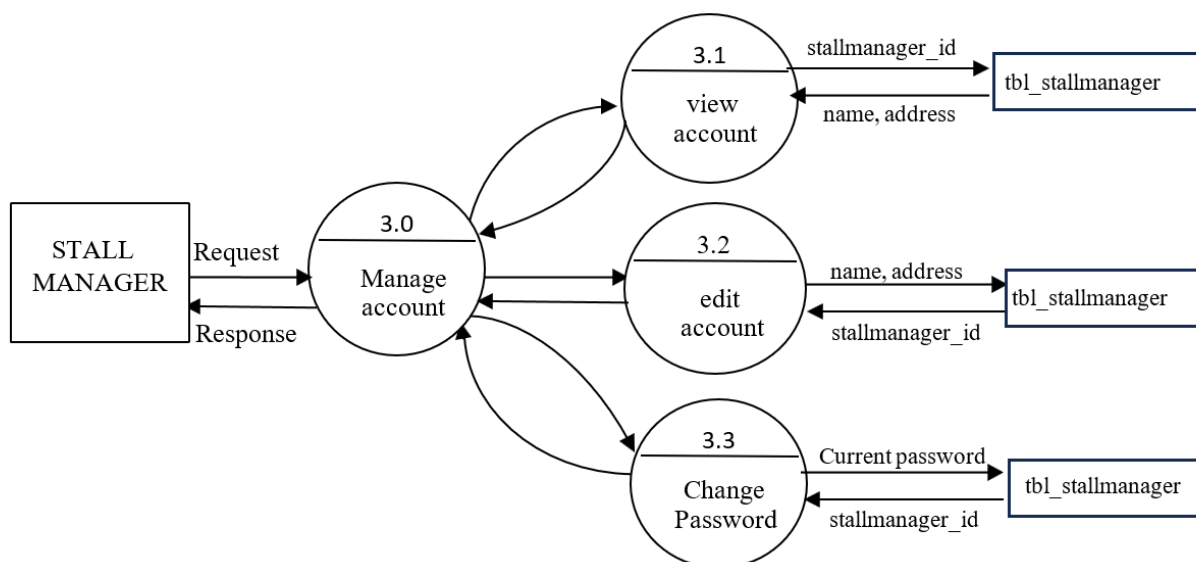 3.1
view
account
stallmanager_id
name, address
tbl_stallmanager
STALL
MANAGER
Request
Response
3.0
Manage
account
3.2
edit
account
name, address
stallmanager_id
tbl_stallmanager
3.3
Change
Password
Current password
stallmanager_id
tbl_stallmanager